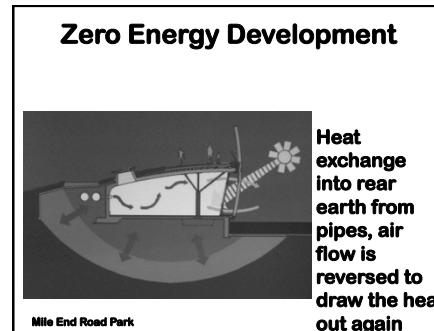 Zero Energy Development
Heat
exchange
into rear
earth from
pipes, air
flow is
reversed to
draw the hea
out again
Mile End Road Park